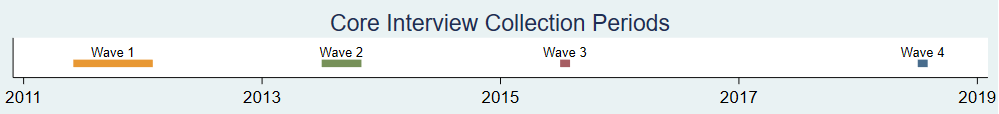 Core Interview Collection Periods
Wave 1 Wave 2 Wave 3 Wave 4
2011 2013 2015 2017 2019